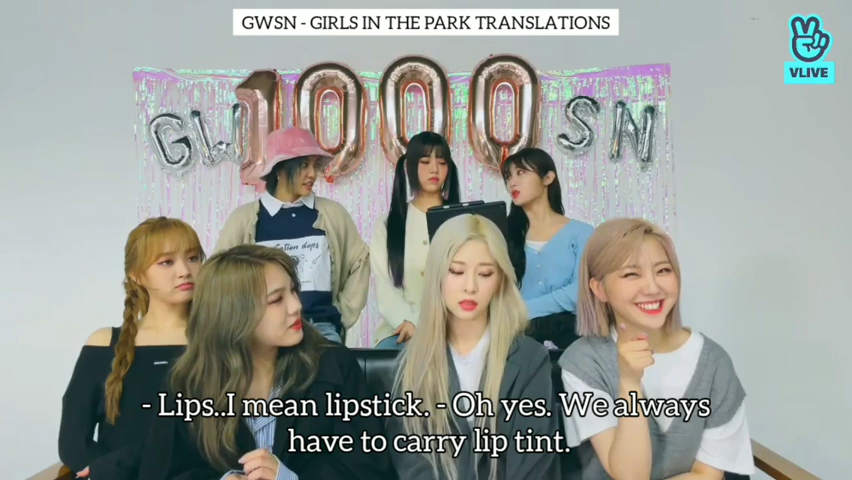 GWSN - GIRLS IN THE PARK TRANSLATIONS
VLIVE
GW
1000
SN
- Lips..I mean lipstick. - Oh yes. We always
have to carry lip tint.